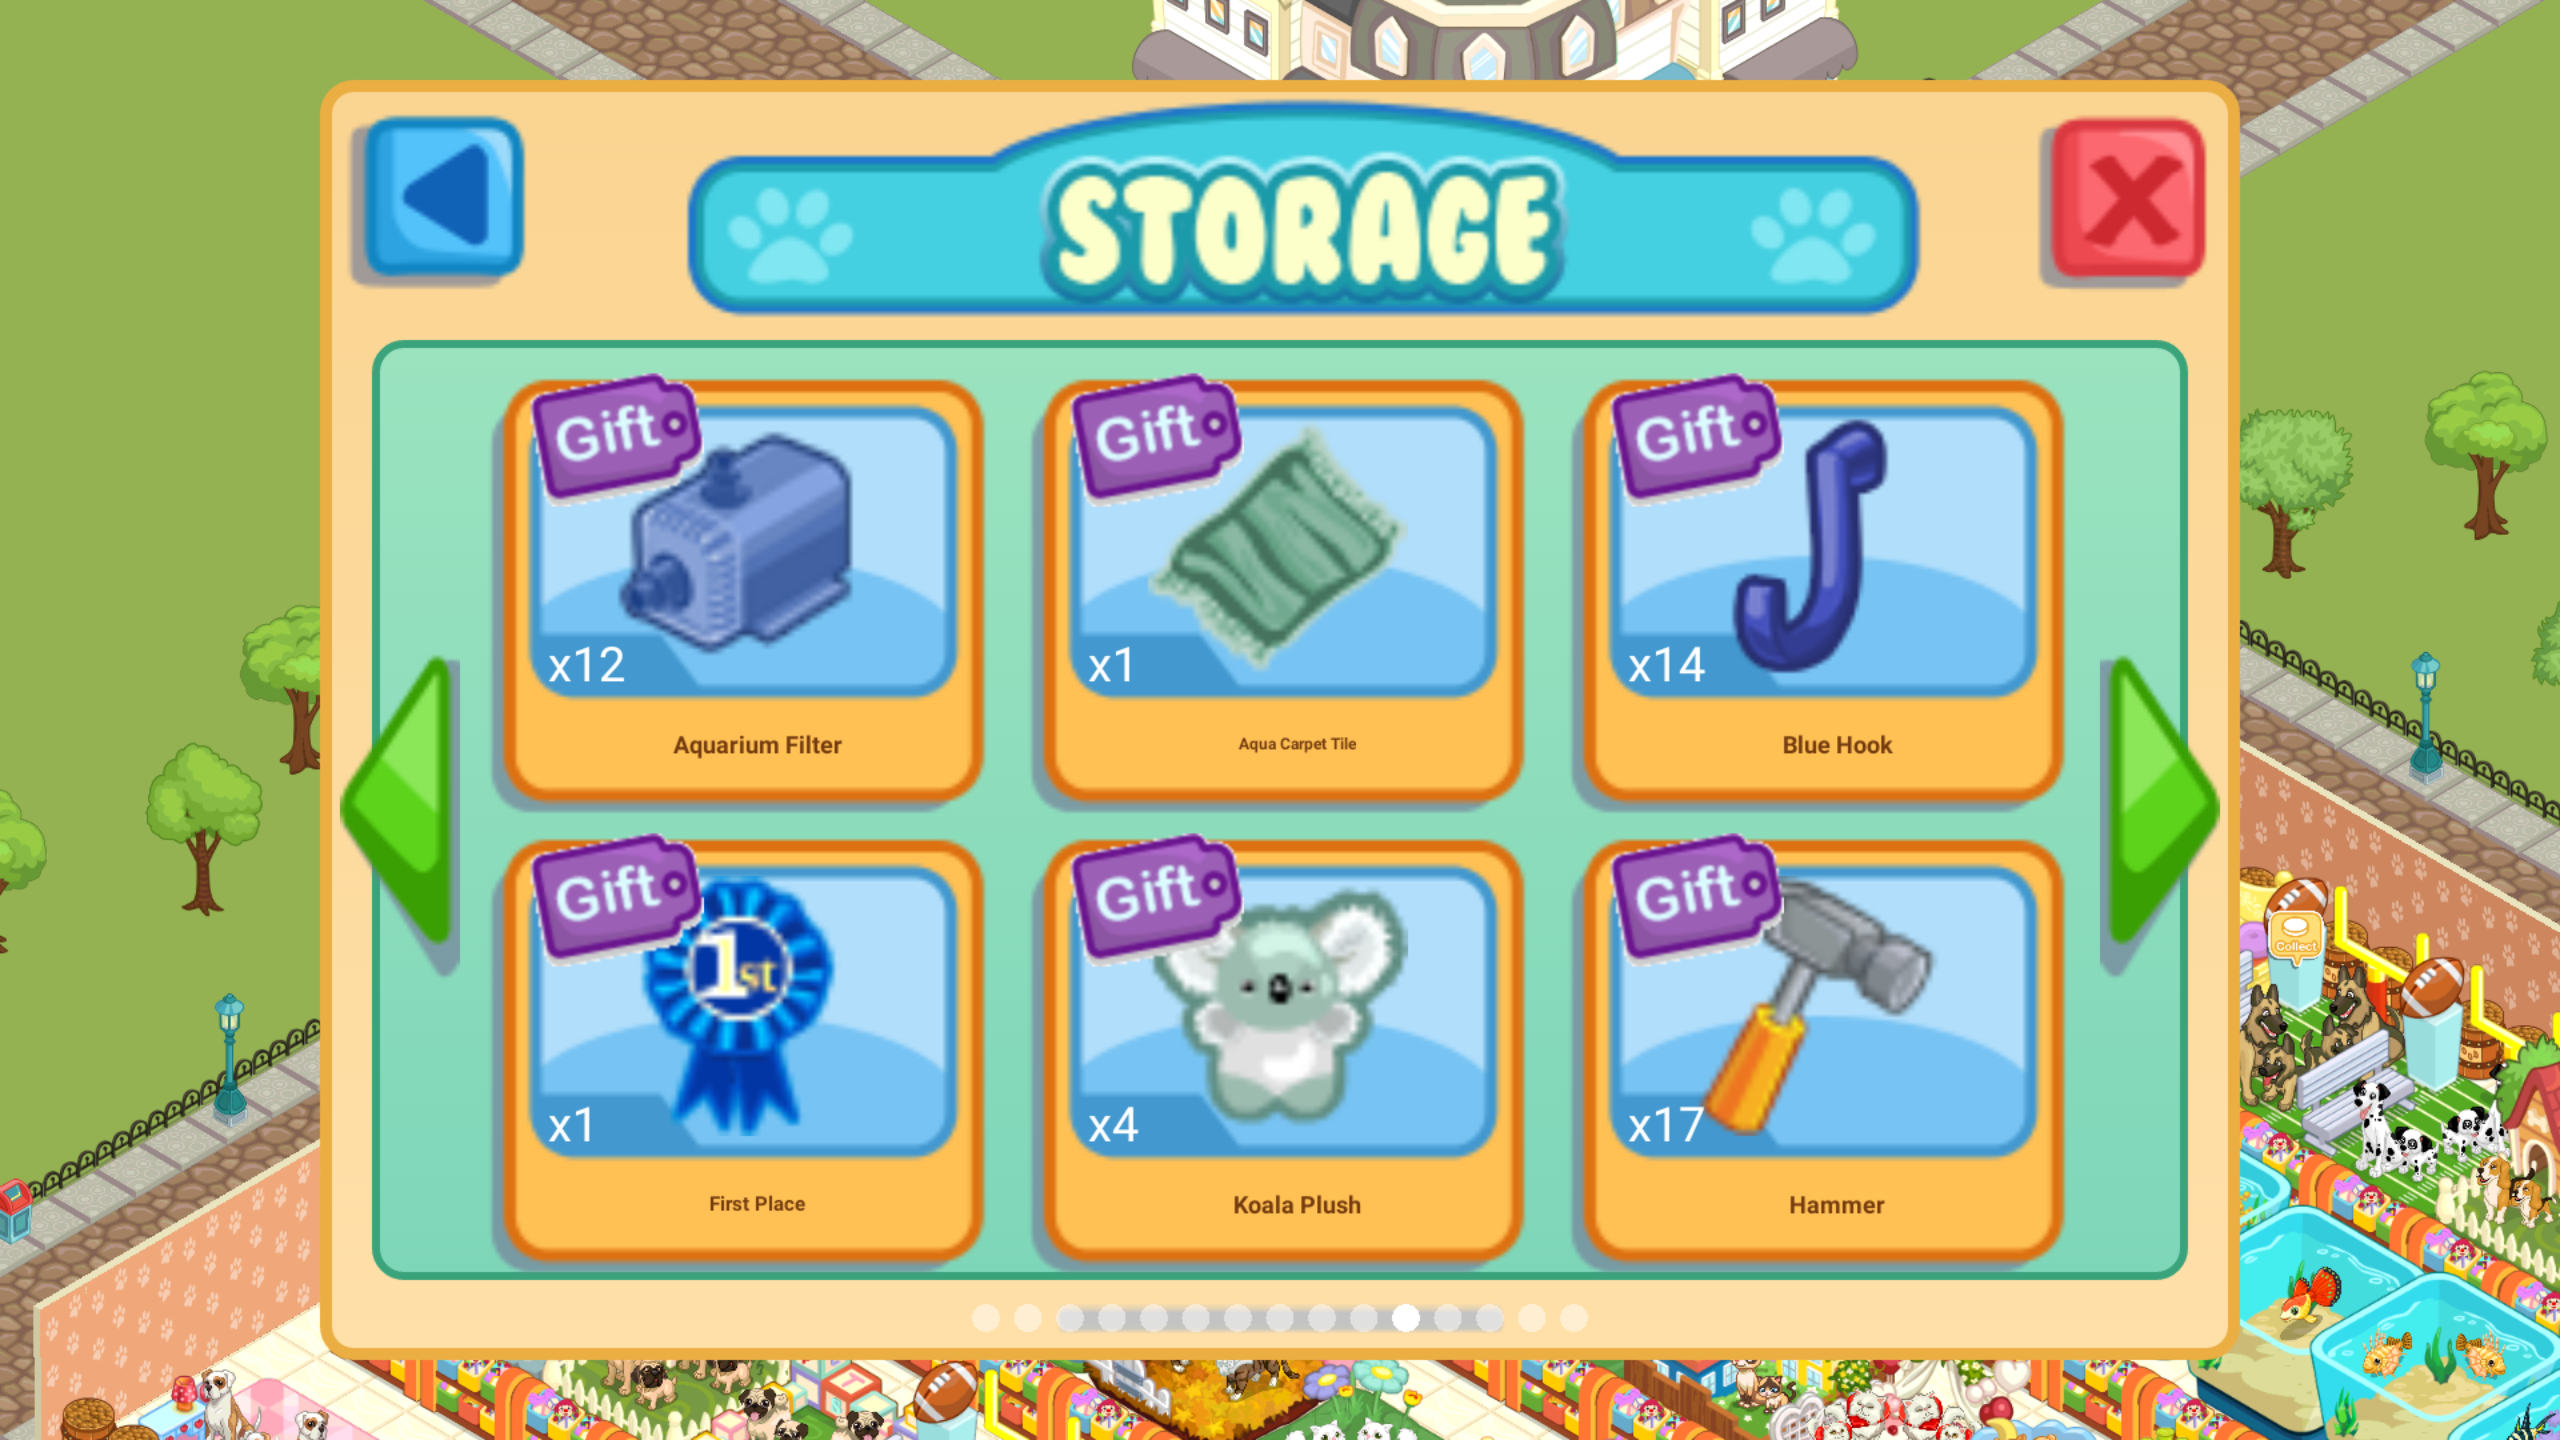 STORAGE
Gift
x12
Aquarium Filter
Gift
x1
Aqua Carpet Tile
Gift
x14
Blue Hook
Gift
1st
x1
First Place
Gift
x4
Koala Plush
Gift
x17
Hammer
Collect